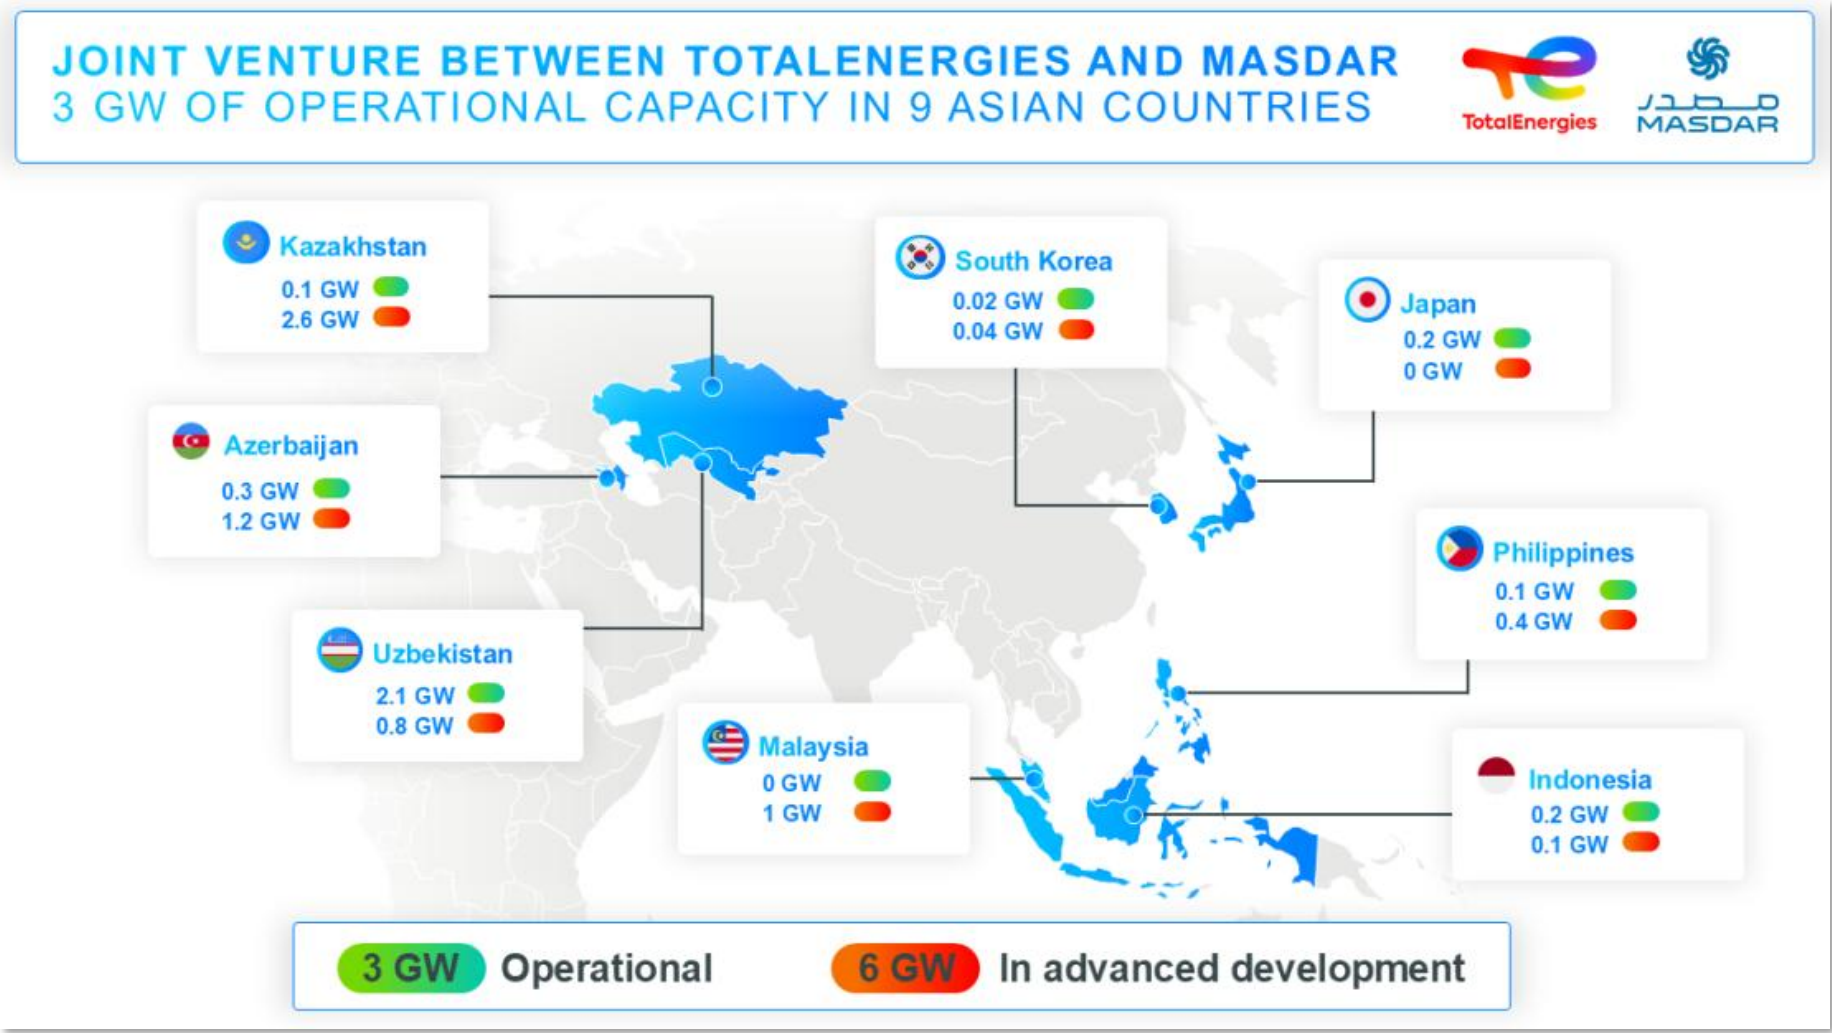 JOINT VENTURE BETWEEN TOTALENERGIES AND MASDAR
3 GW OF OPERATIONAL CAPACITY IN 9 ASIAN COUNTRIES
TotalEnergies
مصدر
MASDAR
Kazakhstan
0.1 GW
2.6 GW
South Korea
0.02 GW
0.04 GW
Japan
0.2 GW
0 GW
Azerbaijan
0.3 GW
1.2 GW
Philippines
0.1 GW
0.4 GW
Uzbekistan
2.1 GW
0.8 GW
Malaysia
0 GW
1 GW
Indonesia
0.2 GW
0.1 GW
3 GW Operational
6 GW In advanced development